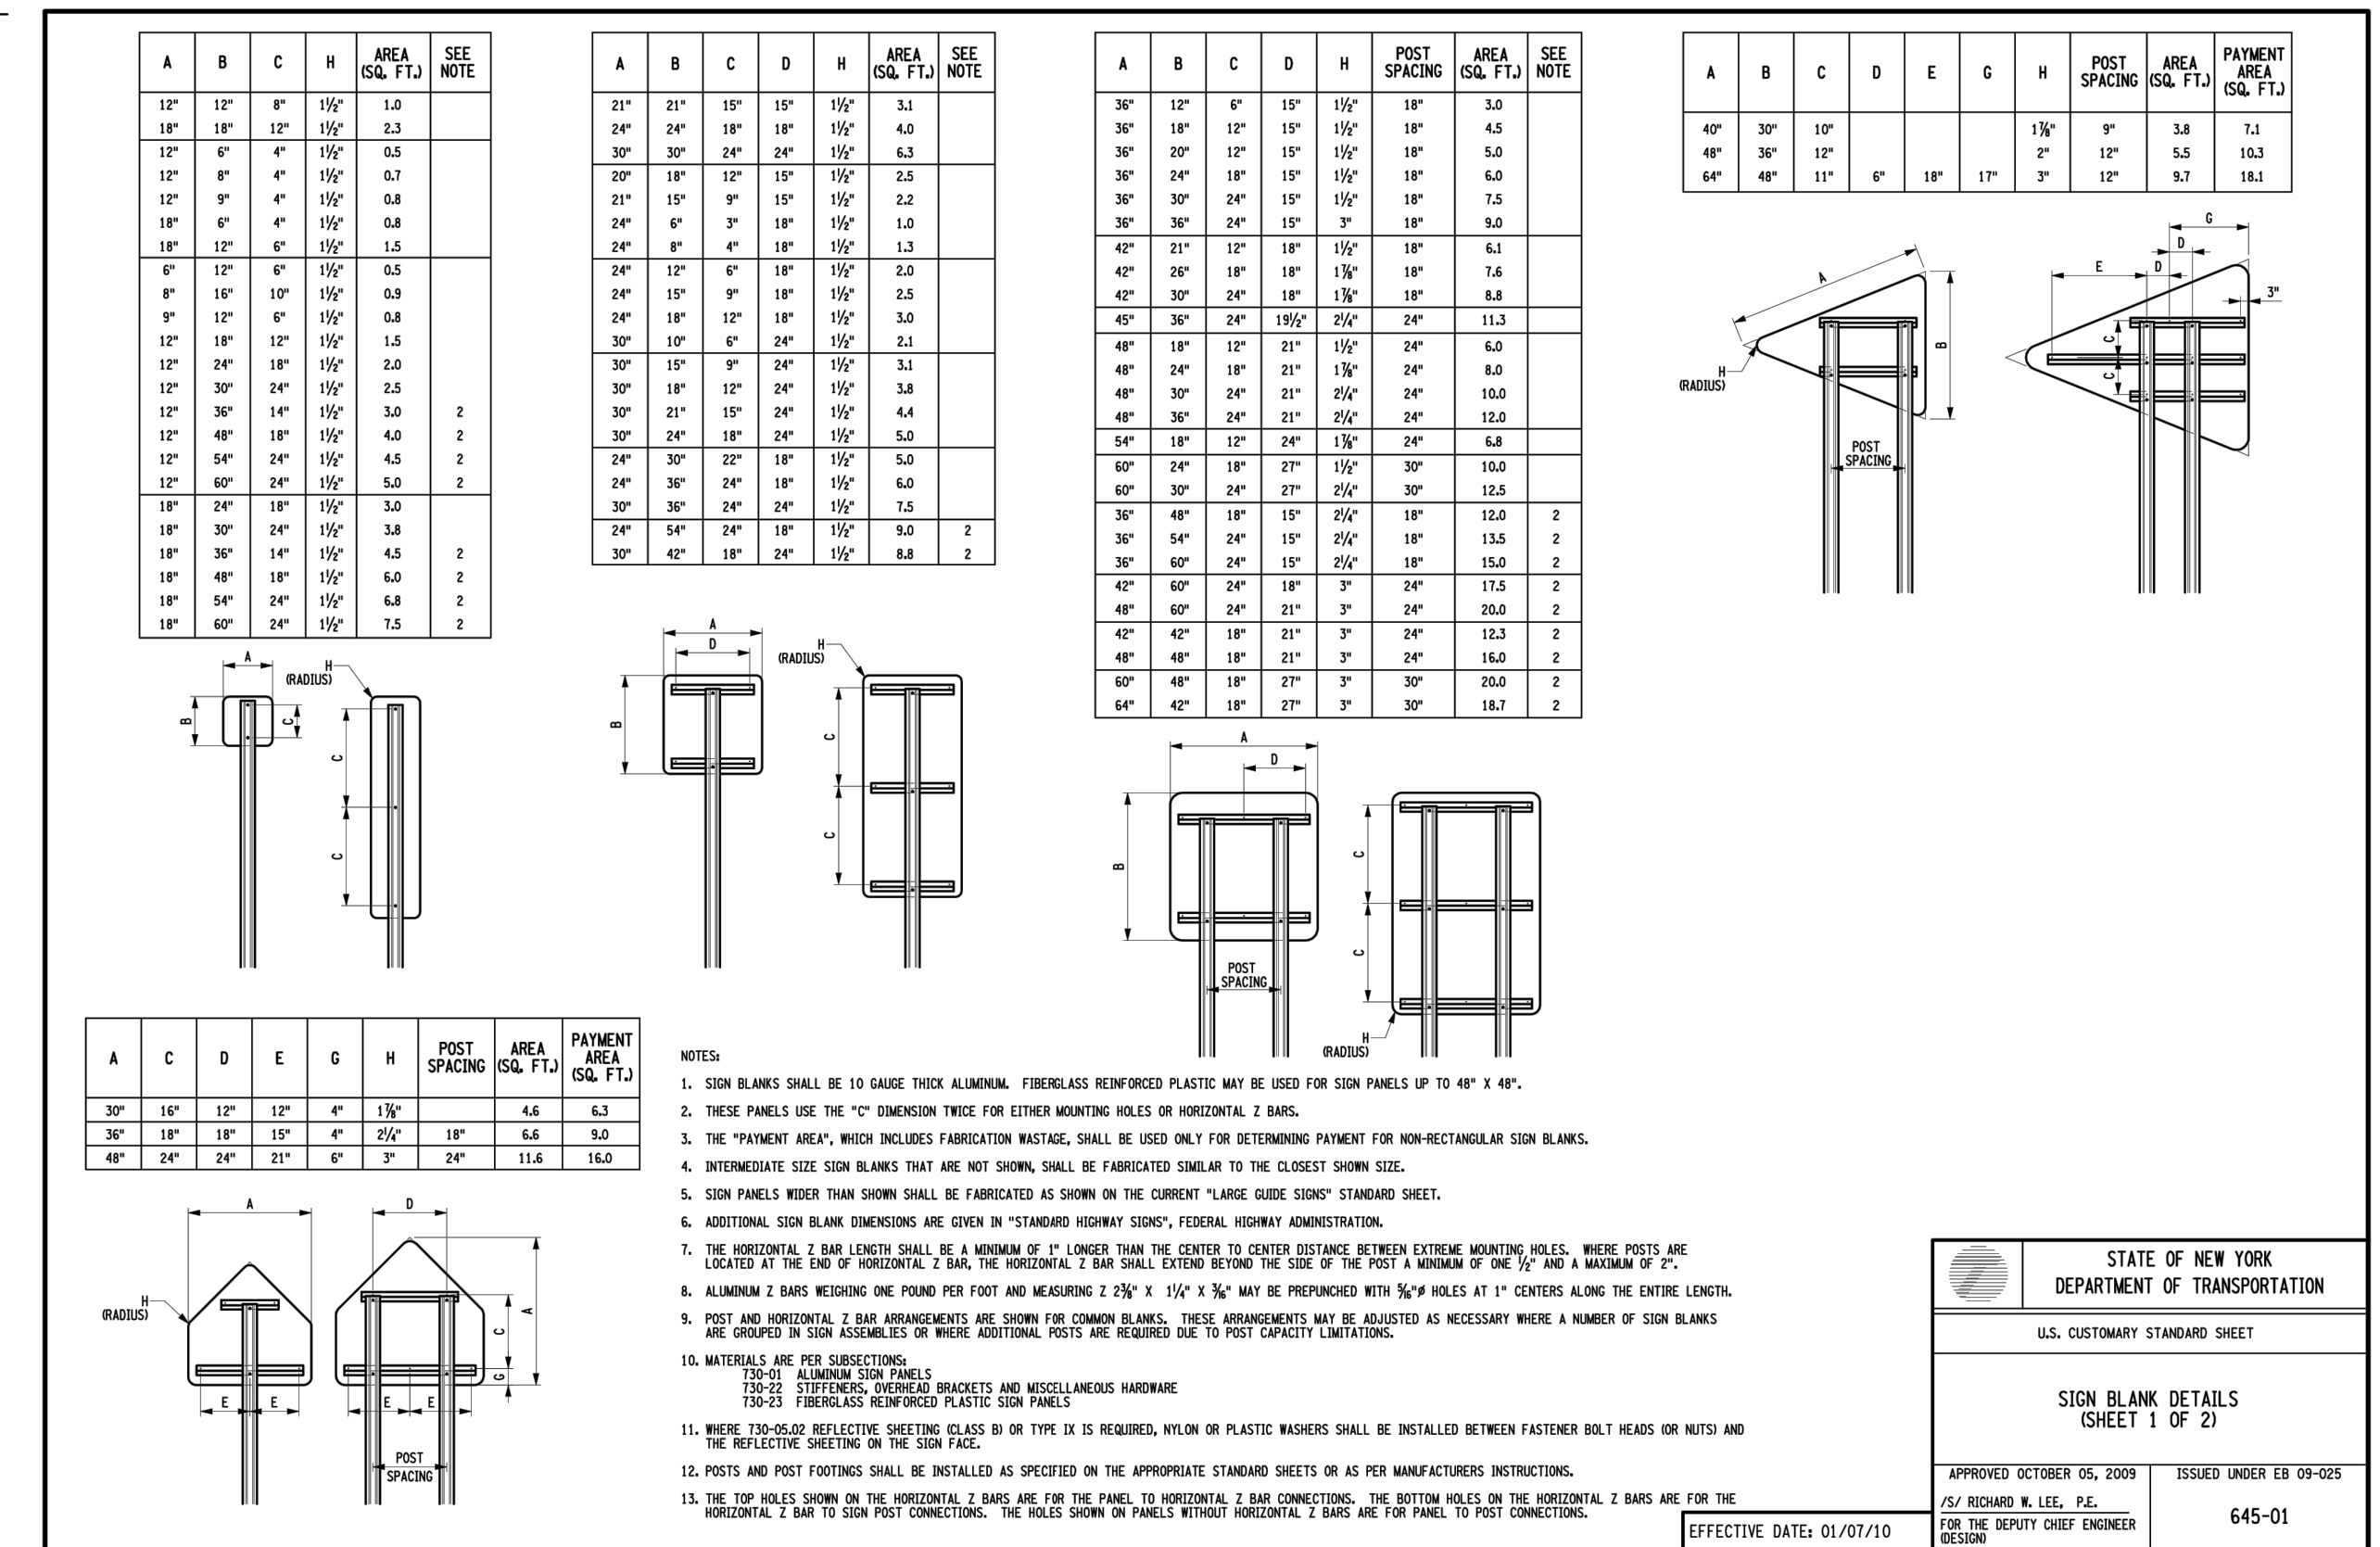 A B C H AREA (SQ. FT.) SEE NOTE
12" 12" 8" 1½" 1.0
18" 18" 12" 1½" 2.3
12" 6" 4" 1½" 0.5
12" 8" 4" 1½" 0.7
12" 9" 4" 1½" 0.8
18" 6" 4" 1½" 0.8
18" 12" 6" 1½" 1.5
6" 12" 6" 1½" 0.5
8" 16" 10" 1½" 0.9
9" 12" 6" 1½" 0.8
12" 18" 12" 1½" 1.5
12" 24" 18" 1½" 2.0
12" 30" 24" 1½" 2.5
12" 36" 14" 1½" 3.0 2
12" 48" 18" 1½" 4.0 2
12" 54" 24" 1½" 4.5 2
12" 60" 24" 1½" 5.0 2
18" 24" 18" 1½" 3.0
18" 30" 24" 1½" 3.8
18" 36" 14" 1½" 4.5 2
18" 48" 18" 1½" 6.0 2
18" 54" 24" 1½" 6.8 2
18" 60" 24" 1½" 7.5 2
A
H
(RADIUS)
B
C
C
C
A B C D H AREA (SQ. FT.) SEE NOTE
21" 21" 15" 15" 1½" 3.1
24" 24" 18" 18" 1½" 4.0
30" 30" 24" 24" 1½" 6.3
20" 18" 12" 15" 1½" 2.5
21" 15" 9" 15" 1½" 2.2
24" 6" 3" 18" 1½" 1.0
24" 8" 4" 18" 1½" 1.3
24" 12" 6" 18" 1½" 2.0
24" 15" 9" 18" 1½" 2.5
24" 18" 12" 18" 1½" 3.0
30" 10" 6" 24" 1½" 2.1
30" 15" 9" 24" 1½" 3.1
30" 18" 12" 24" 1½" 3.8
30" 21" 15" 24" 1½" 4.4
30" 24" 18" 24" 1½" 5.0
24" 30" 22" 18" 1½" 5.0
24" 36" 24" 18" 1½" 6.0
30" 36" 24" 24" 1½" 7.5
24" 54" 24" 18" 1½" 9.0 2
30" 42" 18" 24" 1½" 8.8 2
A
D
H
(RADIUS)
B
C
C
A B C D H POST SPACING AREA (SQ. FT.) SEE NOTE
36" 12" 6" 15" 1½" 18" 3.0
36" 18" 12" 15" 1½" 18" 4.5
36" 20" 12" 15" 1½" 18" 5.0
36" 24" 18" 15" 1½" 18" 6.0
36" 30" 24" 15" 1½" 18" 7.5
36" 36" 24" 15" 3" 18" 9.0
42" 21" 12" 18" 1½" 18" 6.1
42" 26" 18" 18" 1⅞" 18" 7.6
42" 30" 24" 18" 1⅞" 18" 8.8
45" 36" 24" 19½" 2¼" 24" 11.3
48" 18" 12" 21" 1½" 24" 6.0
48" 24" 18" 21" 1⅞" 24" 8.0
48" 30" 24" 21" 2¼" 24" 10.0
48" 36" 24" 21" 2¼" 24" 12.0
54" 18" 12" 24" 1⅞" 24" 6.8
60" 24" 18" 27" 1½" 30" 10.0
60" 30" 24" 27" 2¼" 30" 12.5
36" 48" 18" 15" 2¼" 18" 12.0 2
36" 54" 24" 15" 2¼" 18" 13.5 2
36" 60" 24" 15" 2¼" 18" 15.0 2
42" 60" 24" 18" 3" 24" 17.5 2
48" 60" 24" 21" 3" 24" 20.0 2
42" 42" 18" 21" 3" 24" 12.3 2
48" 48" 18" 21" 3" 24" 16.0 2
60" 48" 18" 27" 3" 30" 20.0 2
64" 42" 18" 27" 3" 30" 18.7 2
A
D
B
C
C
POST
SPACING
H
(RADIUS)
A B C D E G H POST SPACING AREA (SQ. FT.) PAYMENT AREA (SQ. FT.)
40" 30" 10" 1⅞" 9" 3.8 7.1
48" 36" 12" 2" 12" 5.5 10.3
64" 48" 11" 6" 18" 17" 3" 12" 9.7 18.1
A
B
H
(RADIUS)
POST
SPACING
G
D
E D
3"
C
C
A C D E G H POST SPACING AREA (SQ. FT.) PAYMENT AREA (SQ. FT.)
30" 16" 12" 12" 4" 1⅞" 4.6 6.3
36" 18" 18" 15" 4" 2¼" 18" 6.6 9.0
48" 24" 24" 21" 6" 3" 24" 11.6 16.0
A D
H
(RADIUS)
A
C
G
E E E E
POST
SPACING
NOTES:
1. SIGN BLANKS SHALL BE 10 GAUGE THICK ALUMINUM. FIBERGLASS REINFORCED PLASTIC MAY BE USED FOR SIGN PANELS UP TO 48" X 48".
2. THESE PANELS USE THE "C" DIMENSION TWICE FOR EITHER MOUNTING HOLES OR HORIZONTAL Z BARS.
3. THE "PAYMENT AREA", WHICH INCLUDES FABRICATION WASTAGE, SHALL BE USED ONLY FOR DETERMINING PAYMENT FOR NON-RECTANGULAR SIGN BLANKS.
4. INTERMEDIATE SIZE SIGN BLANKS THAT ARE NOT SHOWN, SHALL BE FABRICATED SIMILAR TO THE CLOSEST SHOWN SIZE.
5. SIGN PANELS WIDER THAN SHOWN SHALL BE FABRICATED AS SHOWN ON THE CURRENT "LARGE GUIDE SIGNS" STANDARD SHEET.
6. ADDITIONAL SIGN BLANK DIMENSIONS ARE GIVEN IN "STANDARD HIGHWAY SIGNS", FEDERAL HIGHWAY ADMINISTRATION.
7. THE HORIZONTAL Z BAR LENGTH SHALL BE A MINIMUM OF 1" LONGER THAN THE CENTER TO CENTER DISTANCE BETWEEN EXTREME MOUNTING HOLES. WHERE POSTS ARE
LOCATED AT THE END OF HORIZONTAL Z BAR, THE HORIZONTAL Z BAR SHALL EXTEND BEYOND THE SIDE OF THE POST A MINIMUM OF ONE ½" AND A MAXIMUM OF 2".
8. ALUMINUM Z BARS WEIGHING ONE POUND PER FOOT AND MEASURING Z 2⅜" X 1¼" X 3⁄16" MAY BE PREPUNCHED WITH 5⁄16"ø HOLES AT 1" CENTERS ALONG THE ENTIRE LENGTH.
9. POST AND HORIZONTAL Z BAR ARRANGEMENTS ARE SHOWN FOR COMMON BLANKS. THESE ARRANGEMENTS MAY BE ADJUSTED AS NECESSARY WHERE A NUMBER OF SIGN BLANKS
ARE GROUPED IN SIGN ASSEMBLIES OR WHERE ADDITIONAL POSTS ARE REQUIRED DUE TO POST CAPACITY LIMITATIONS.
10. MATERIALS ARE PER SUBSECTIONS:
730-01 ALUMINUM SIGN PANELS
730-22 STIFFENERS, OVERHEAD BRACKETS AND MISCELLANEOUS HARDWARE
730-23 FIBERGLASS REINFORCED PLASTIC SIGN PANELS
11. WHERE 730-05.02 REFLECTIVE SHEETING (CLASS B) OR TYPE IX IS REQUIRED, NYLON OR PLASTIC WASHERS SHALL BE INSTALLED BETWEEN FASTENER BOLT HEADS (OR NUTS) AND
THE REFLECTIVE SHEETING ON THE SIGN FACE.
12. POSTS AND POST FOOTINGS SHALL BE INSTALLED AS SPECIFIED ON THE APPROPRIATE STANDARD SHEETS OR AS PER MANUFACTURERS INSTRUCTIONS.
13. THE TOP HOLES SHOWN ON THE HORIZONTAL Z BARS ARE FOR THE PANEL TO HORIZONTAL Z BAR CONNECTIONS. THE BOTTOM HOLES ON THE HORIZONTAL Z BARS ARE FOR THE
HORIZONTAL Z BAR TO SIGN POST CONNECTIONS. THE HOLES SHOWN ON PANELS WITHOUT HORIZONTAL Z BARS ARE FOR PANEL TO POST CONNECTIONS.
EFFECTIVE DATE: 01/07/10
STATE OF NEW YORK
DEPARTMENT OF TRANSPORTATION
U.S. CUSTOMARY STANDARD SHEET
SIGN BLANK DETAILS
(SHEET 1 OF 2)
APPROVED OCTOBER 05, 2009
/S/ RICHARD W. LEE, P.E.
FOR THE DEPUTY CHIEF ENGINEER
(DESIGN)
ISSUED UNDER EB 09-025
645-01